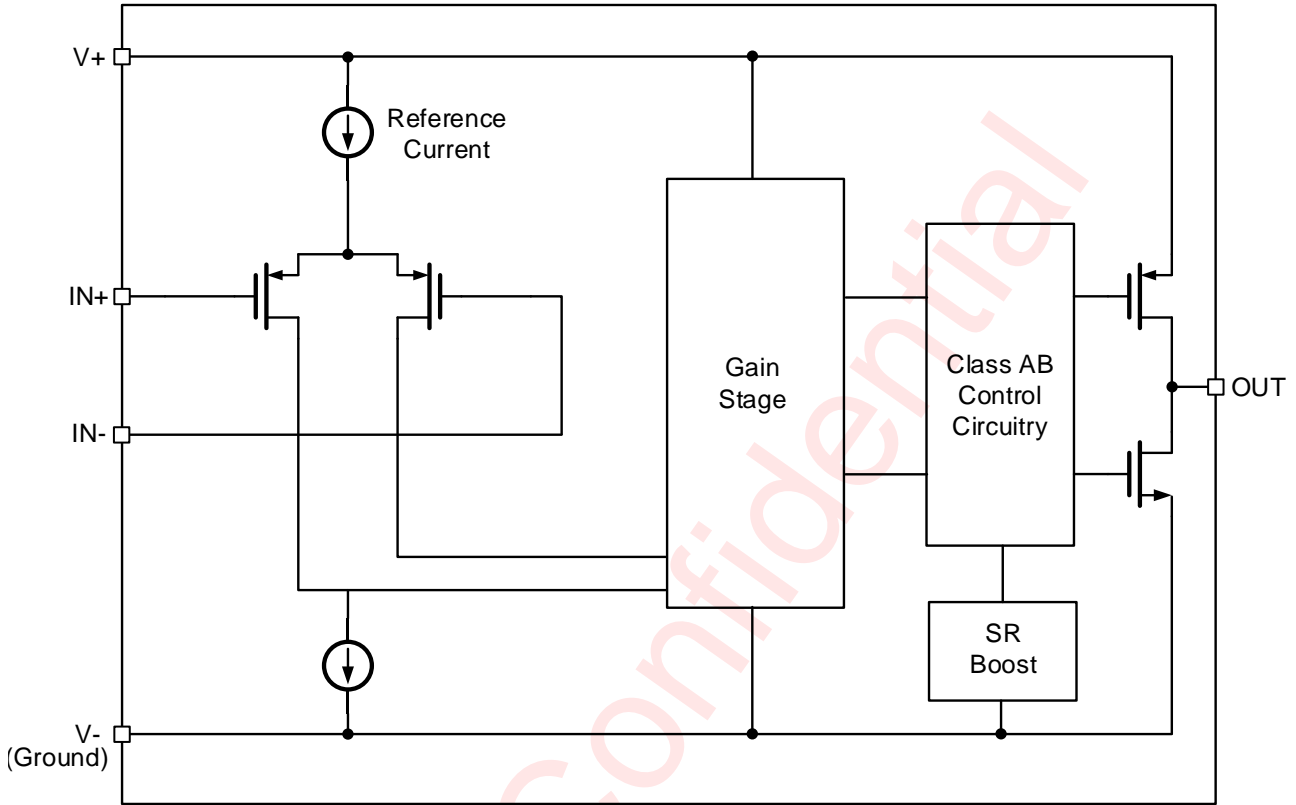 V+
Reference
Current
IN+
IN-
Gain
Stage
Class AB
Control
Circuitry
OUT
SR
Boost
V-
(Ground)
Confidential